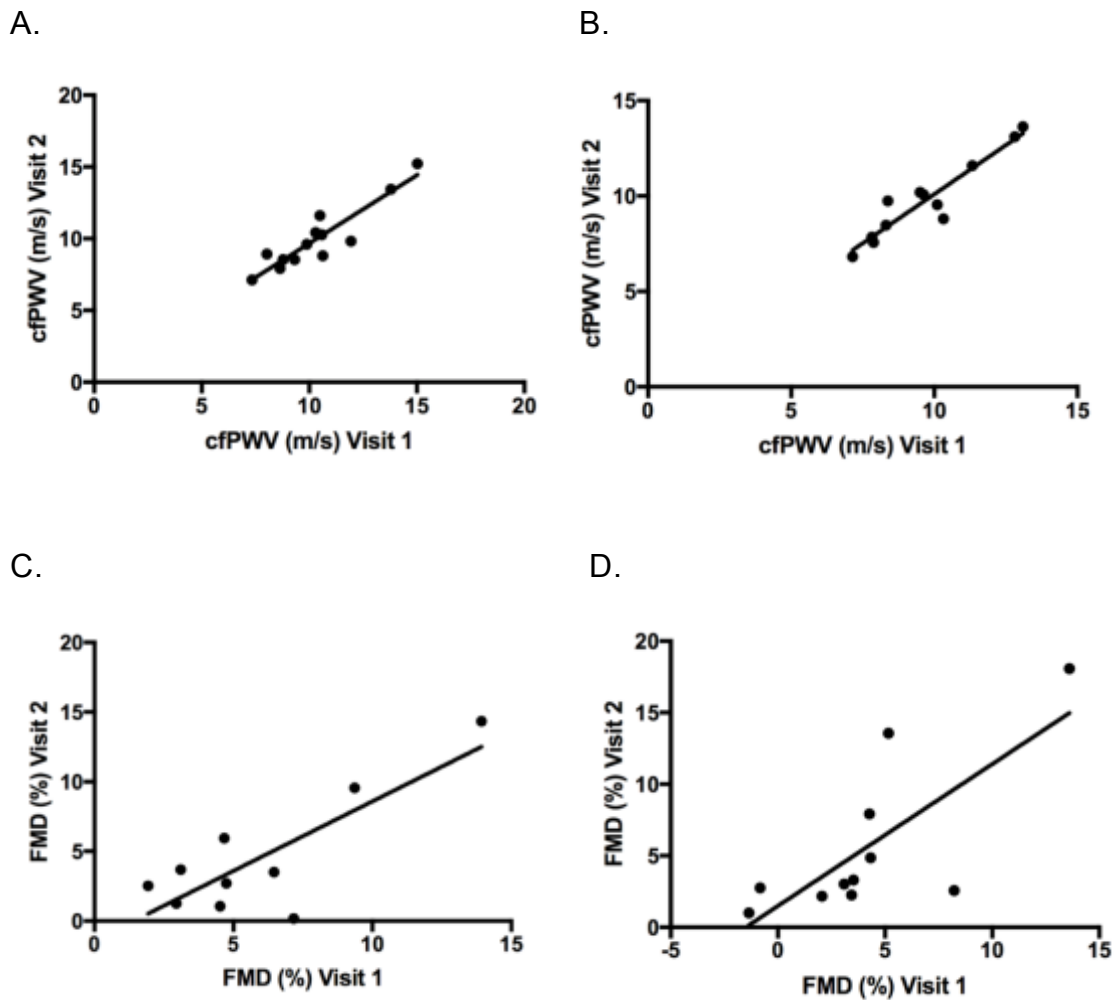 A.
B.
20
15
10
5
0
cfPWV (m/s) Visit 2
0 5 10 15 20
cfPWV (m/s) Visit 1
15
10
5
0
cfPWV (m/s) Visit 2
0 5 10 15
cfPWV (m/s) Visit 1
C.
D.
20
15
10
5
0
FMD (%) Visit 2
0 5 10 15
FMD (%) Visit 1
20
15
10
5
0
FMD (%) Visit 2
-5 0 5 10 15
FMD (%) Visit 1